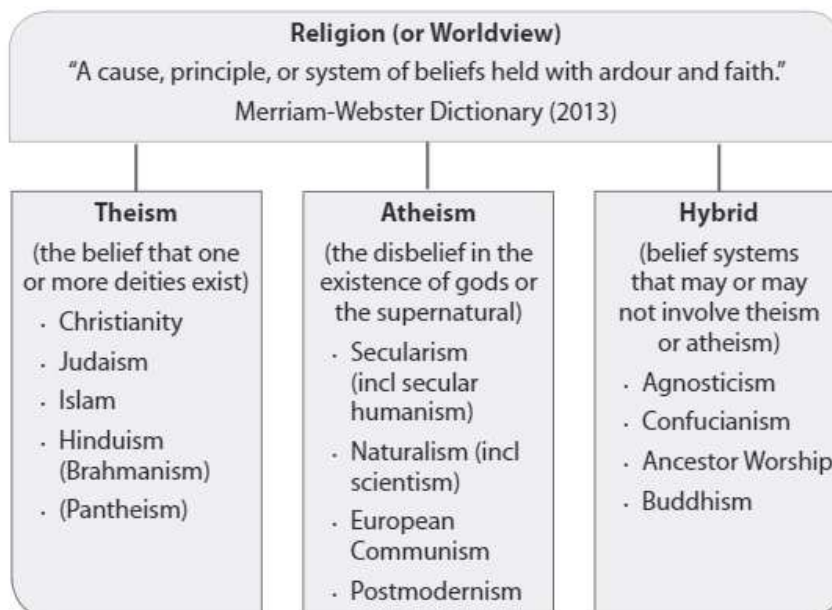 Religion (or Worldview)
“A cause, principle, or system of beliefs held with ardour and faith.”
Merriam-Webster Dictionary (2013)
Theism
(the belief that one
or more deities exist)
· Christianity
· Judaism
· Islam
· Hinduism
(Brahmanism)
· (Pantheism)
Atheism
(the disbelief in the
existence of gods or
the supernatural)
· Secularism
(incl secular
humanism)
· Naturalism (incl
scientism)
· European
Communism
· Postmodernism
Hybrid
(belief systems
that may or may
not involve theism
or atheism)
· Agnosticism
· Confucianism
· Ancestor Worship
· Buddhism